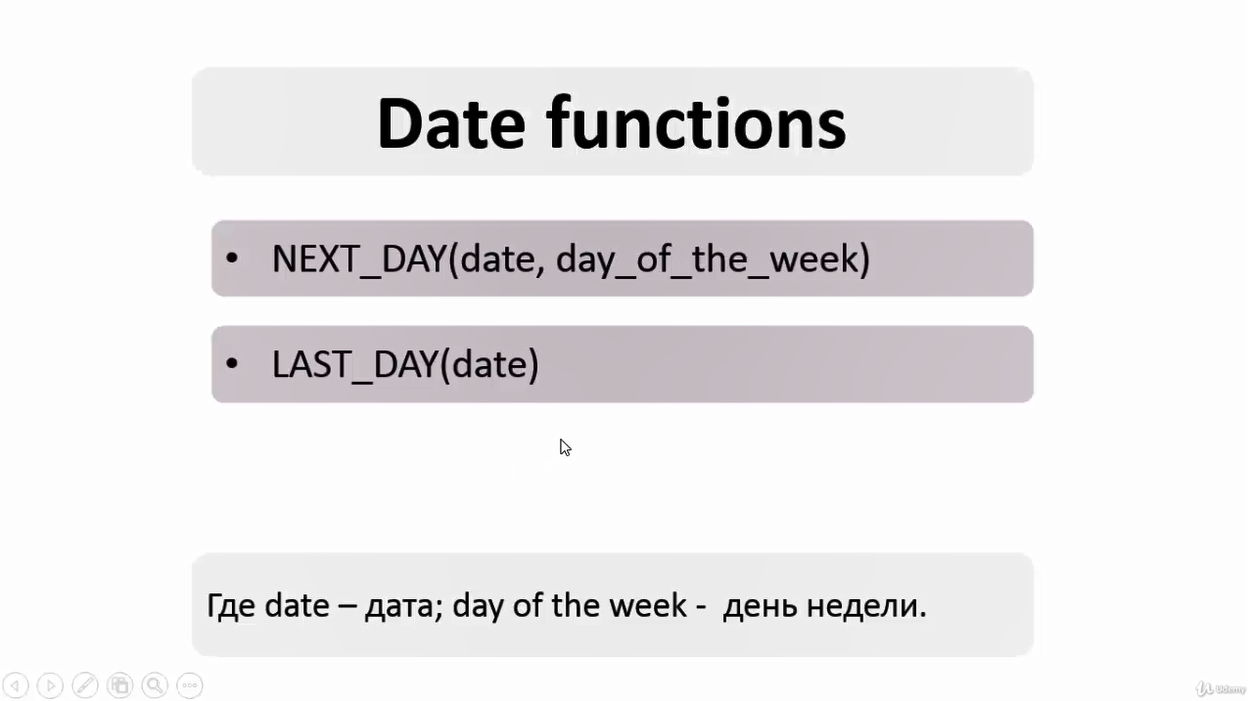 Date functions
• NEXT_DAY(date, day_of_the_week)
• LAST_DAY(date)
Где date – дата; day of the week - день недели.
Udemy